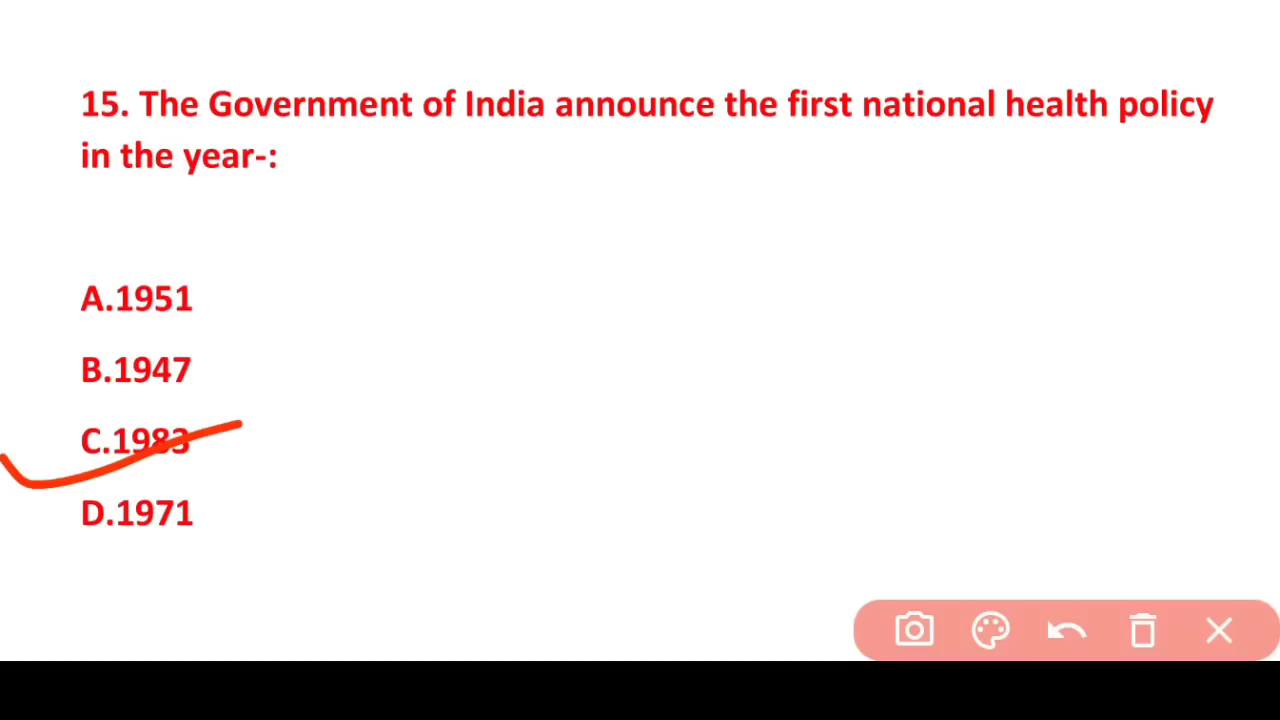 15. The Government of India announce the first national health policy
in the year-:
A.1951
B.1947
C.1983
D.1971